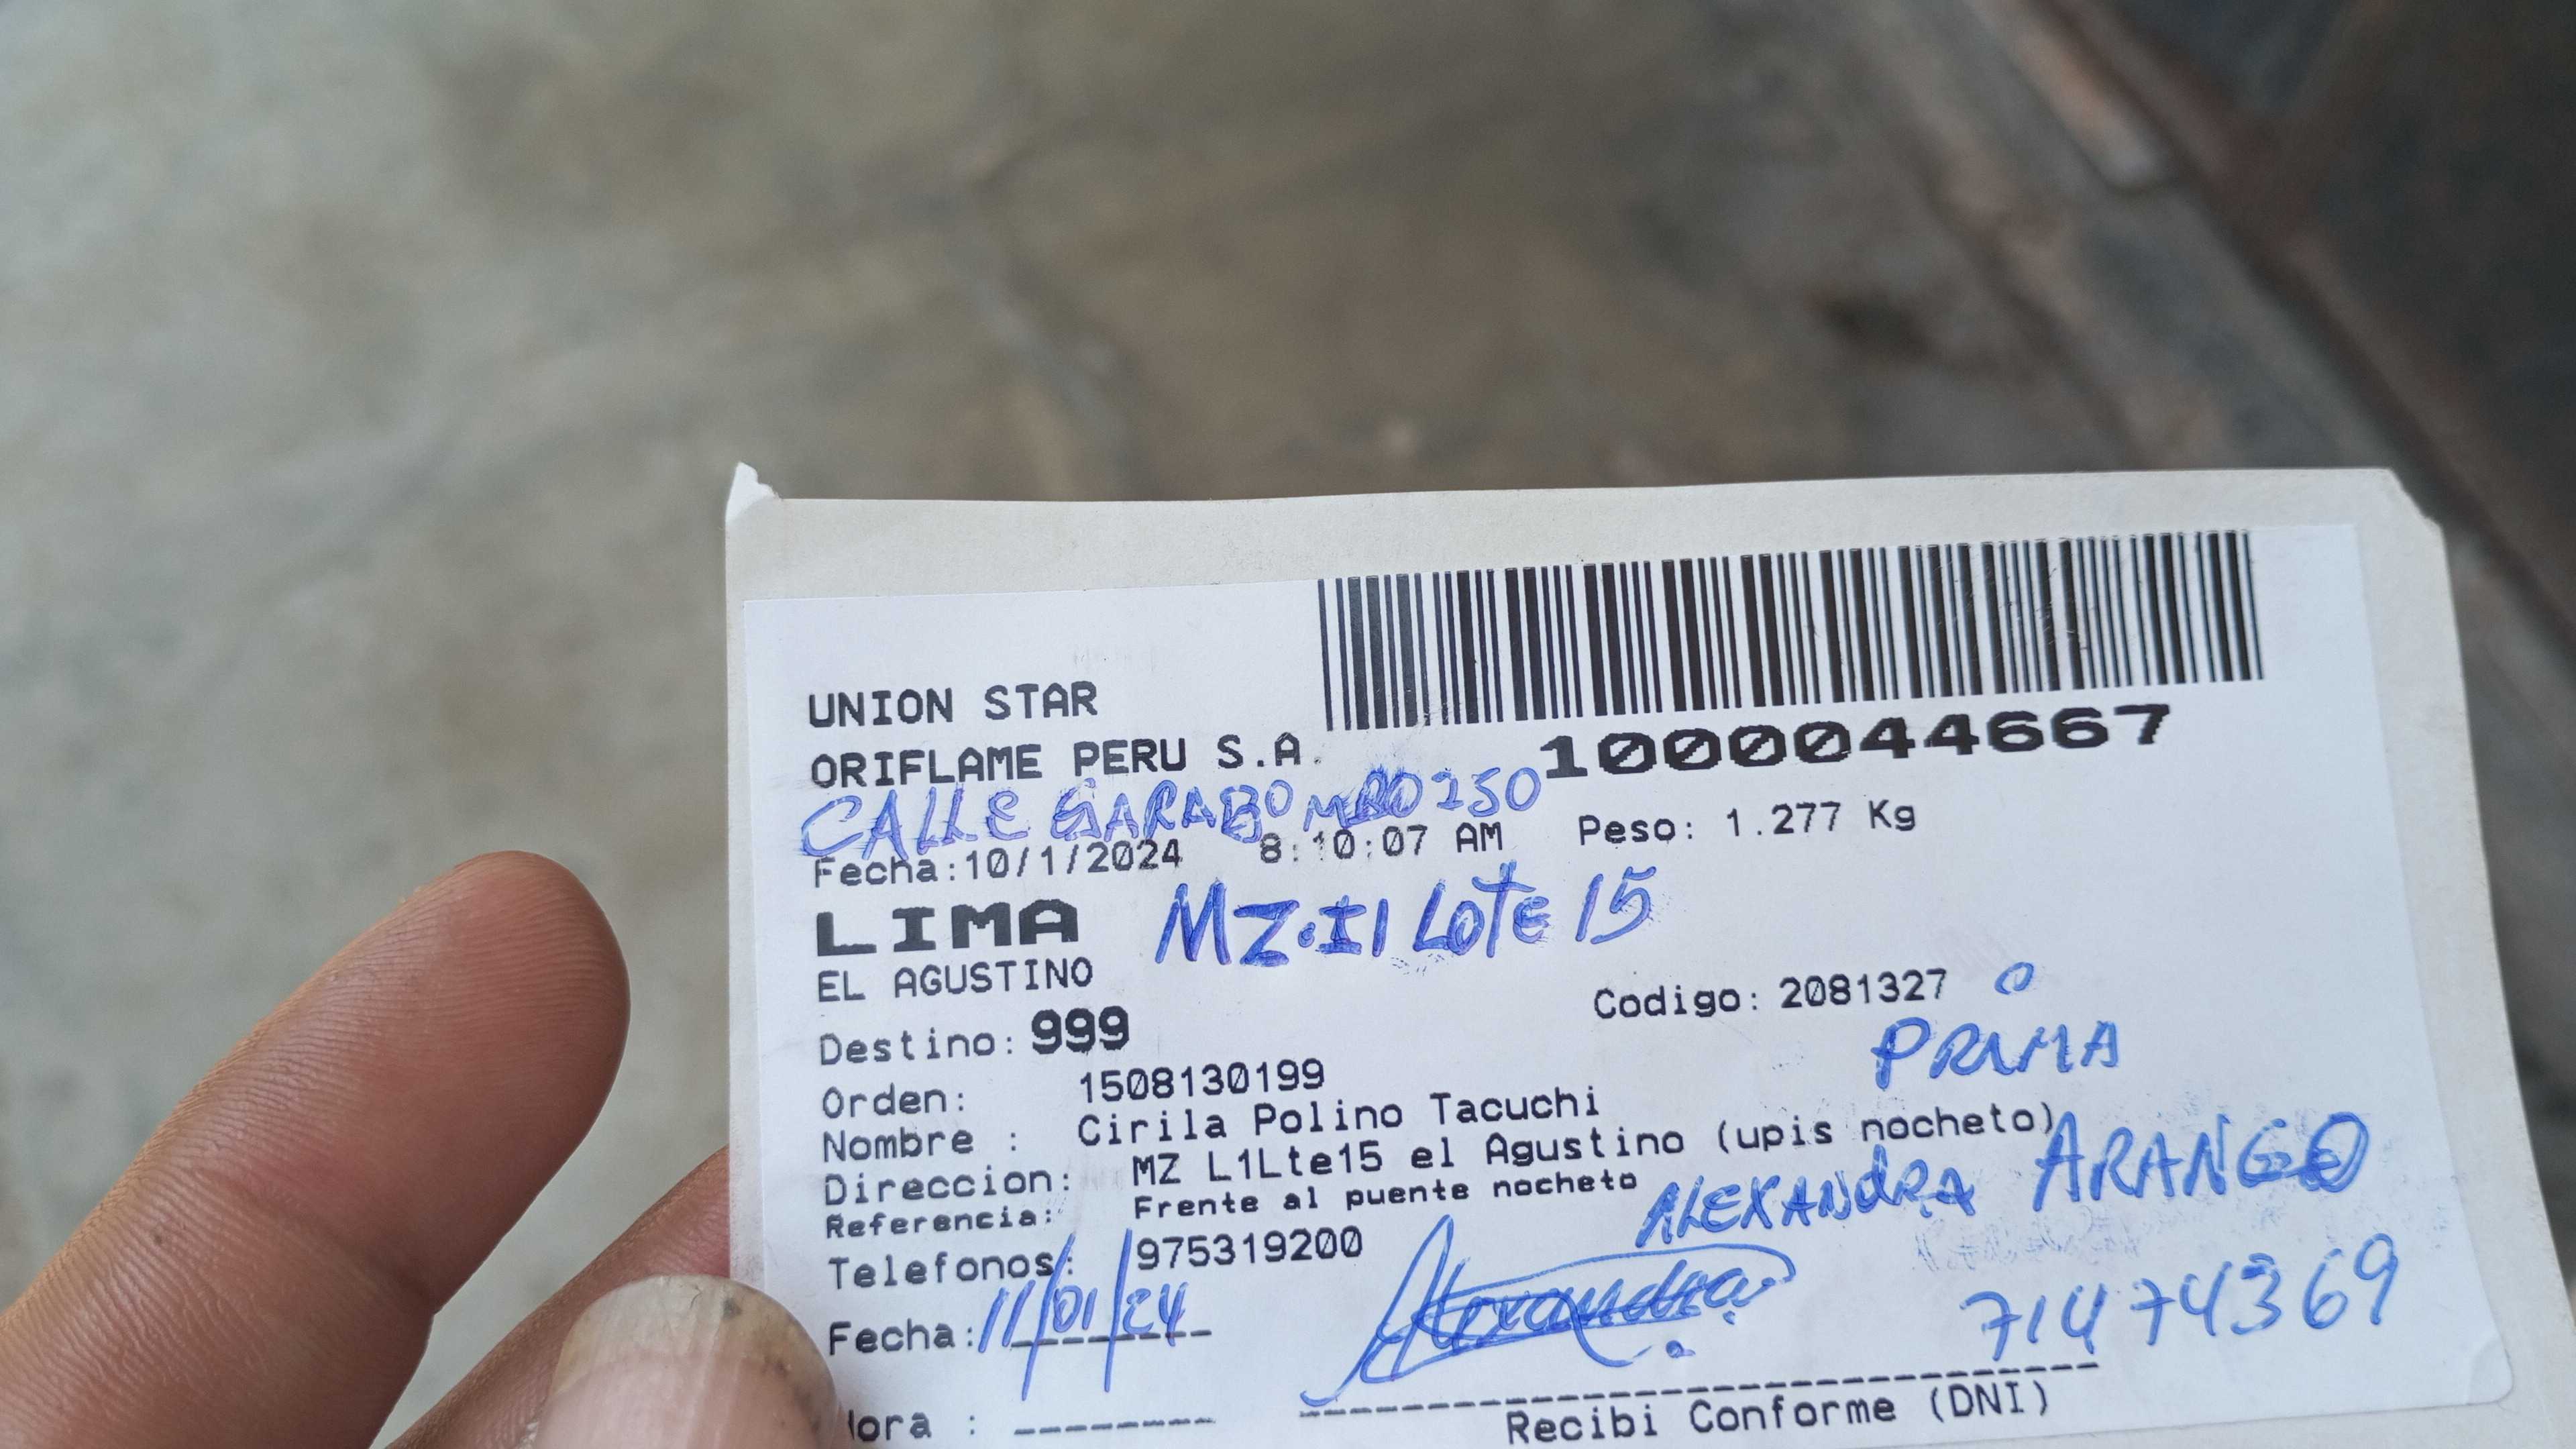 UNION STAR
ORIFLAME PERU S.A.
1000044667
CALLE GARABOMBO 250
Fecha:10/1/2024 8:10:07 AM Peso: 1.277 Kg
LIMA MZ.I1 LOTE 15
EL AGUSTINO
Codigo: 2081327
Destino: 999
PRIMA
Orden: 1508130199
Nombre : Cirila Polino Tacuchi
Direccion: MZ L1Lte15 el Agustino (upis nocheto)
Referencia: Frente al puente nocheto
ALEXANDRA ARANGO
Telefonos: 975319200
Fecha: 11/01/24
Alexandra
71474369
Hora :
Recibi Conforme (DNI)